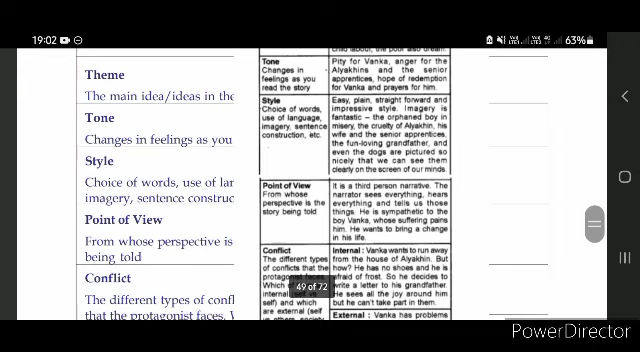 19:02
63%
Theme
The main idea/ideas in the
Tone
Changes in feelings as you
Style
Choice of words, use of lan
imagery, sentence construc
Point of View
From whose perspective is
being told
Conflict
The different types of confl
that the protagonist faces. W
child labour, the poor also dream.
Tone
Changes in
feelings as you
read the story
Pity for Vanka, anger for the
Alyakhins and the senior
apprentices, hope of redemption
for Vanka and prayers for him.
Style
Choice of words,
use of language,
imagery, sentence
construction, etc.
Easy, plain, straight forward and
impressive style. Imagery is
fantastic – the orphaned boy in
misery, the cruelty of Alyakhin, his
wife and the senior apprentices,
the fun-loving grandfather, and
even the dogs are pictured so
nicely that we can see them
clearly on the screen of our minds.
Point of View
From whose
perspective is the
story being told
It is a third person narrative. The
narrator sees everything, hears
everything and tells us those
things. He is sympathetic to the
boy Vanka, whose suffering pains
him. He wants to bring a change
in his life.
Conflict
The different types
of conflicts that the
protagonist faces.
Which
internal
self) and which
are external (self
Internal : Vanka wants to run away
from the house of Alyakhin. But
how? He has no shoes and he is
afraid of frost. So he decides to
write a letter to his grandfather.
He sees all the joy around him
but he can't take part in them.
External : Vanka has problems
49 of 72
PowerDirector